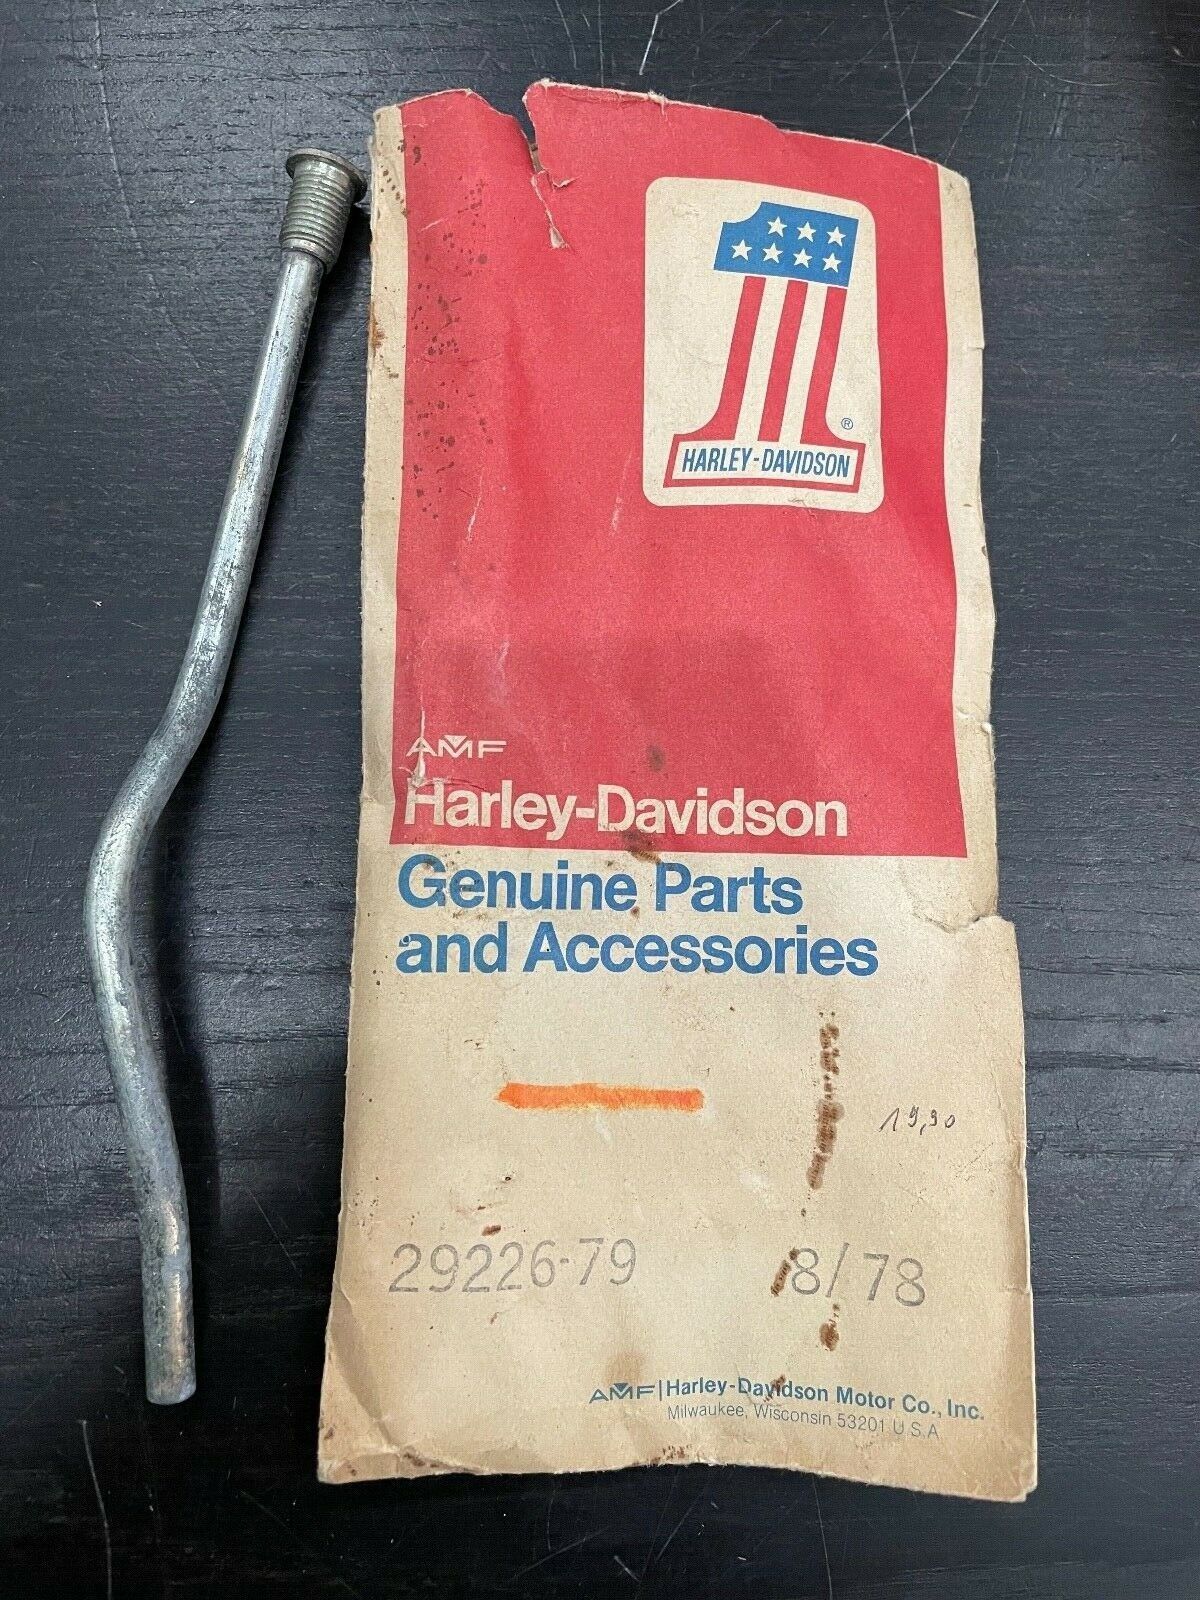 ®
HARLEY-DAVIDSON
AMF
Harley-Davidson
Genuine Parts
and Accessories
19,90
29226-79 8/78
AMF|Harley-Davidson Motor Co., Inc.
Milwaukee, Wisconsin 53201 U.S.A